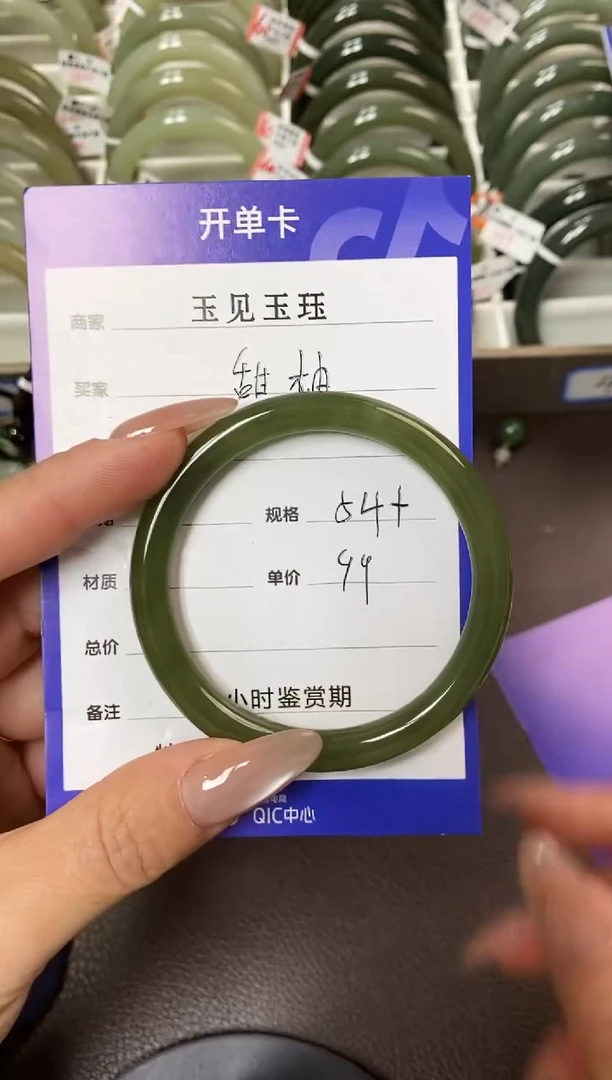 开单卡
商家 玉见玉珏
买家 甜柚
规格 54+
材质 单价 99
总价
备注 小时鉴赏期
QIC中心